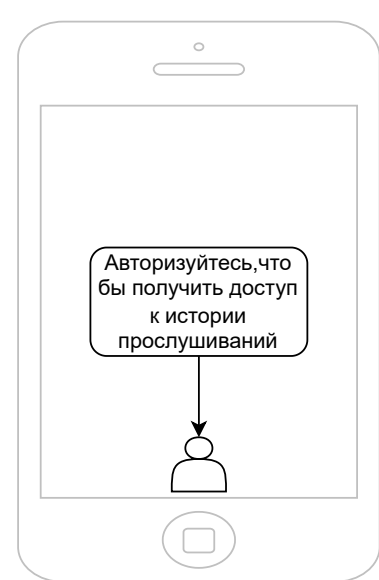 Авторизуйтесь,что
бы получить доступ
к истории
прослушиваний